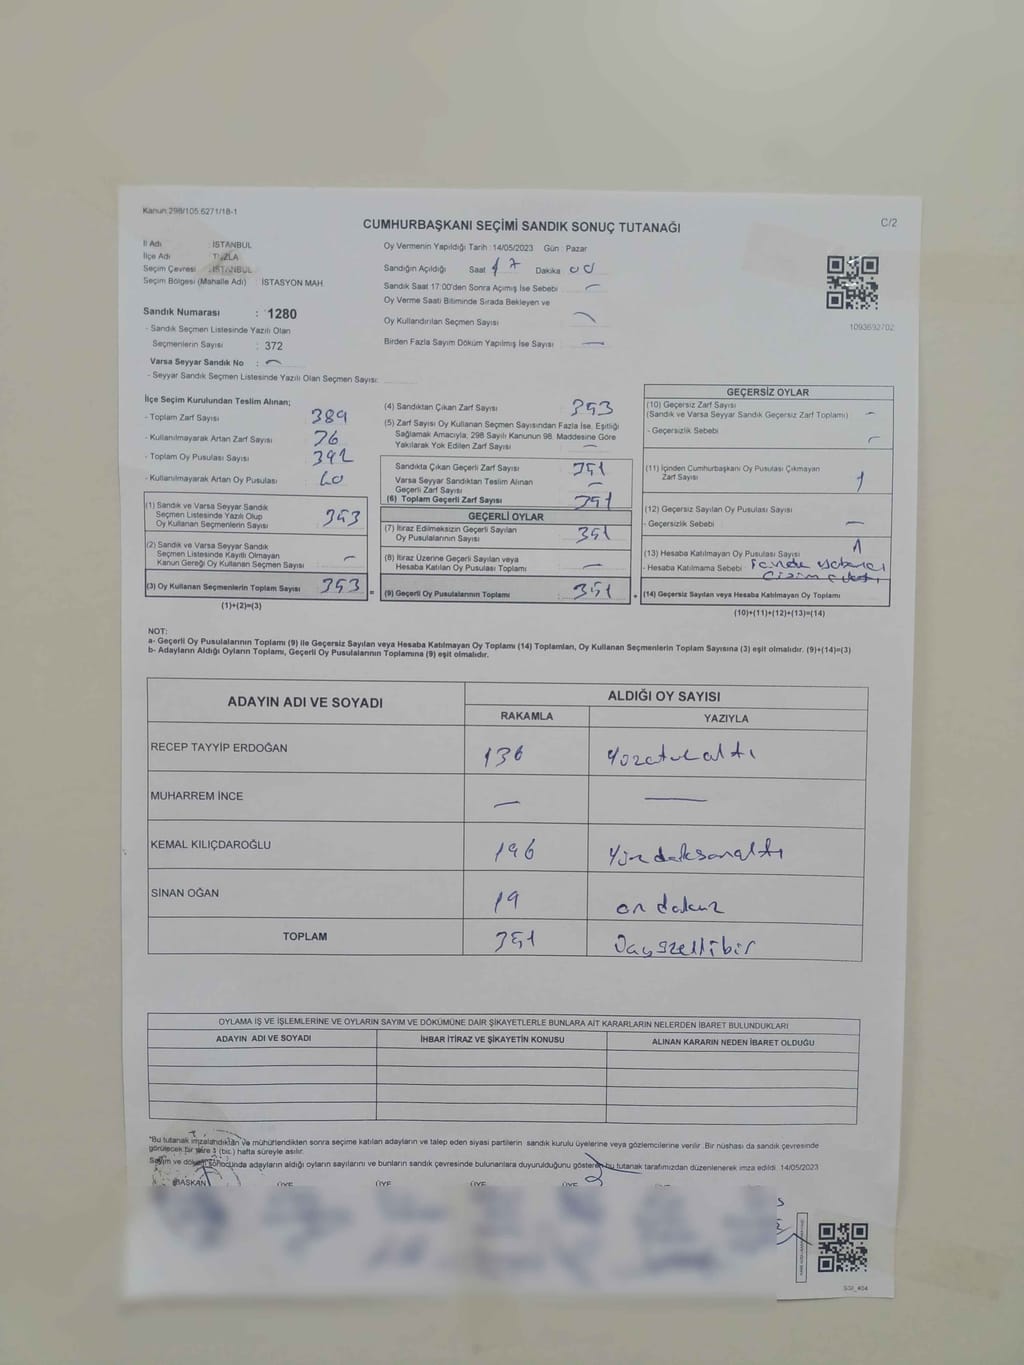 Kanun:298/105.6271/18-1
C/2
CUMHURBAŞKANI SEÇİMİ SANDIK SONUÇ TUTANAĞI
İl Adı : İSTANBUL
İlçe Adı : TUZLA
Seçim Çevresi : İSTANBUL
Seçim Bölgesi (Mahalle Adı) : İSTASYON MAH
Sandık Numarası : 1280
- Sandık Seçmen Listesinde Yazılı Olan
Seçmenlerin Sayısı : 372
Varsa Seyyar Sandık No : —
- Seyyar Sandık Seçmen Listesinde Yazılı Olan Seçmen Sayısı:
Oy Vermenin Yapıldığı Tarih : 14/05/2023 Gün : Pazar
Sandığın Açıldığı Saat 17 Dakika 00
Sandık Saat 17:00'den Sonra Açımış İse Sebebi —
Oy Verme Saati Bitiminde Sırada Bekleyen ve
Oy Kullandırılan Seçmen Sayısı —
Birden Fazla Sayım Döküm Yapılmış İse Sayısı —
1093692702
İlçe Seçim Kurulundan Teslim Alınan;
- Toplam Zarf Sayısı 389
- Kullanılmayarak Artan Zarf Sayısı 36
- Toplam Oy Pusulası Sayısı 392
- Kullanılmayarak Artan Oy Pusulası
(1) Sandık ve Varsa Seyyar Sandık
Seçmen Listesinde Yazılı Olup
Oy Kullanan Seçmenlerin Sayısı 353
(2) Sandık ve Varsa Seyyar Sandık
Seçmen Listesinde Kayıtlı Olmayan
Kanun Gereği Oy Kullanan Seçmen Sayısı —
(3) Oy Kullanan Seçmenlerin Toplam Sayısı 353 =
(1)+(2)=(3)
(4) Sandıktan Çıkan Zarf Sayısı 353
(5) Zarf Sayısı Oy Kullanan Seçmen Sayısından Fazla İse, Eşitliği
Sağlamak Amacıyla, 298 Sayılı Kanunun 98. Maddesine Göre
Yakılarak Yok Edilen Zarf Sayısı —
Sandıkta Çıkan Geçerli Zarf Sayısı 351
Varsa Seyyar Sandıktan Teslim Alınan
Geçerli Zarf Sayısı —
(6) Toplam Geçerli Zarf Sayısı 351
GEÇERLİ OYLAR
(7) İtiraz Edilmeksizin Geçerli Sayılan
Oy Pusulalarının Sayısı 351
(8) İtiraz Üzerine Geçerli Sayılan veya
Hesaba Katılan Oy Pusulası Toplamı —
(9) Geçerli Oy Pusulalarının Toplamı 351 +
GEÇERSİZ OYLAR
(10) Geçersiz Zarf Sayısı
(Sandık ve Varsa Seyyar Sandık Geçersiz Zarf Toplamı) —
- Geçersizlik Sebebi —
(11) İçinden Cumhurbaşkanı Oy Pusulası Çıkmayan
Zarf Sayısı 1
(12) Geçersiz Sayılan Oy Pusulası Sayısı
- Geçersizlik Sebebi —
(13) Hesaba Katılmayan Oy Pusulası Sayısı 1
- Hesaba Katılmama Sebebi
(14) Geçersiz Sayılan veya Hesaba Katılmayan Oy Toplamı
(10)+(11)+(12)+(13)=(14)
NOT:
a- Geçerli Oy Pusulalarının Toplamı (9) ile Geçersiz Sayılan veya Hesaba Katılmayan Oy Toplamı (14) Toplamları, Oy Kullanan Seçmenlerin Toplam Sayısına (3) eşit olmalıdır. (9)+(14)=(3)
b- Adayların Aldığı Oyların Toplamı, Geçerli Oy Pusulalarının Toplamına (9) eşit olmalıdır.
ADAYIN ADI VE SOYADI ALDIĞI OY SAYISI
RAKAMLA YAZIYLA
RECEP TAYYİP ERDOĞAN 136 Yüzotuzaltı
MUHARREM İNCE — —
KEMAL KILIÇDAROĞLU 196 Yüzdoksanaltı
SİNAN OĞAN 19 on dokuz
TOPLAM 351 Üçyüzellibir
OYLAMA İŞ VE İŞLEMLERİNE VE OYLARIN SAYIM VE DÖKÜMÜNE DAİR ŞİKAYETLERLE BUNLARA AİT KARARLARIN NELERDEN İBARET BULUNDUKLARI
ADAYIN ADI VE SOYADI İHBAR İTİRAZ VE ŞİKAYETİN KONUSU ALINAN KARARIN NEDEN İBARET OLDUĞU
*Bu tutanak imzalandıktan ve mühürlendikten sonra seçime katılan adayların ve talep eden siyasi partilerin sandık kurulu üyelerine veya gözlemcilerine verilir. Bir nüshası da sandık çevresinde
görülecek bir yere 1 (bir) hafta süreyle asılır.
Sayım ve döküm sonucunda adayların aldığı oyların sayılarını ve bunların sandık çevresinde bulunanlara duyurulduğunu gösteren bu tutanak tarafımızdan düzenlenerek imza edildi. 14/05/2023
BAŞKAN ÜYE ÜYE ÜYE ÜYE